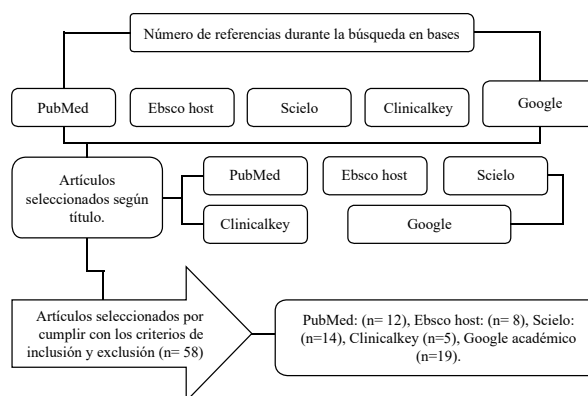 Número de referencias durante la búsqueda en bases
PubMed
Ebsco host
Scielo
Clinicalkey
Google
Artículos
seleccionados según
título.
PubMed
Ebsco host
Scielo
Clinicalkey
Google
Artículos seleccionados por
cumplir con los criterios de
inclusión y exclusión (n= 58)
PubMed: (n= 12), Ebsco host: (n= 8), Scielo:
(n=14), Clinicalkey (n=5), Google académico
(n=19).